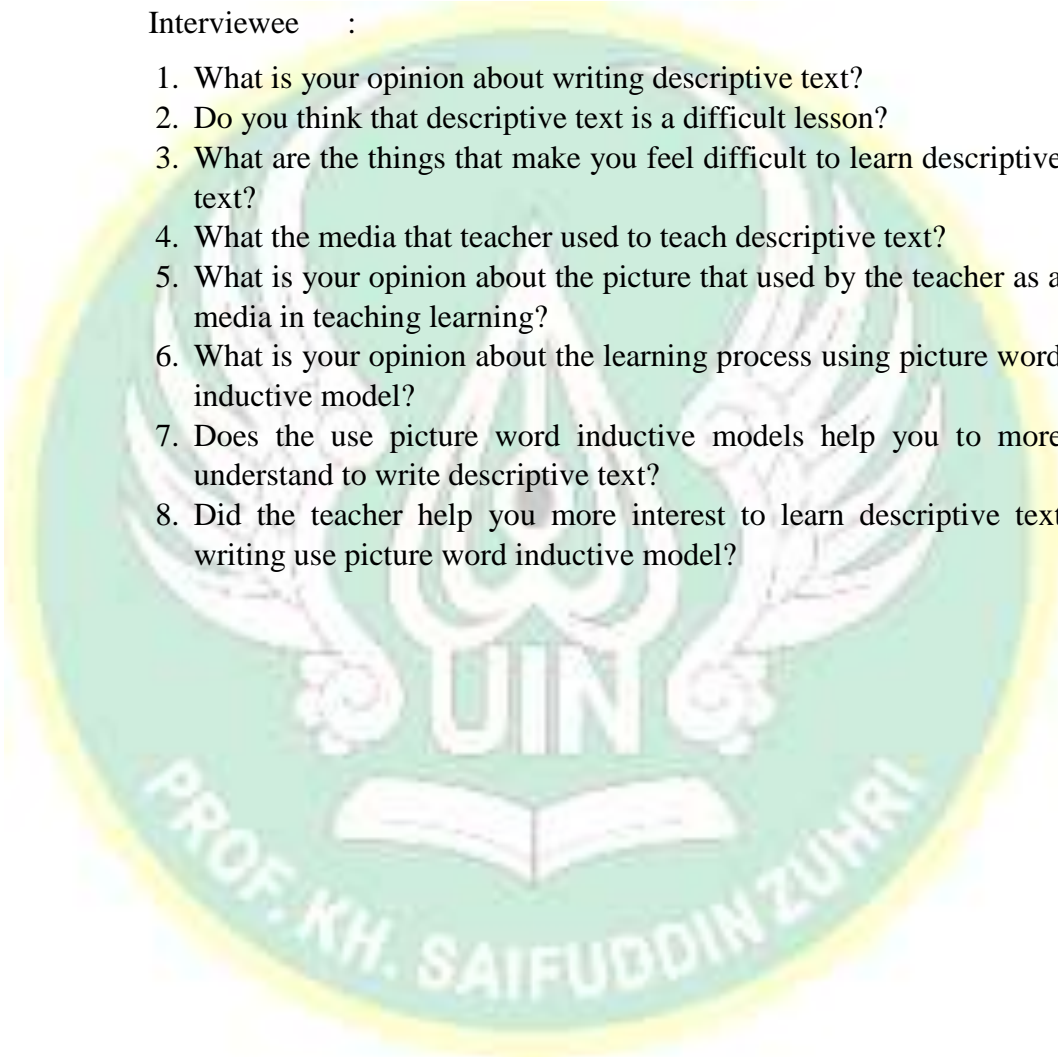 Interviewee :
1. What is your opinion about writing descriptive text?
2. Do you think that descriptive text is a difficult lesson?
3. What are the things that make you feel difficult to learn descriptive
text?
4. What the media that teacher used to teach descriptive text?
5. What is your opinion about the picture that used by the teacher as a
media in teaching learning?
6. What is your opinion about the learning process using picture word
inductive model?
7. Does the use picture word inductive models help you to more
understand to write descriptive text?
8. Did the teacher help you more interest to learn descriptive text
writing use picture word inductive model?
UIN
PROF. KH. SAIFUDDIN ZUHRI